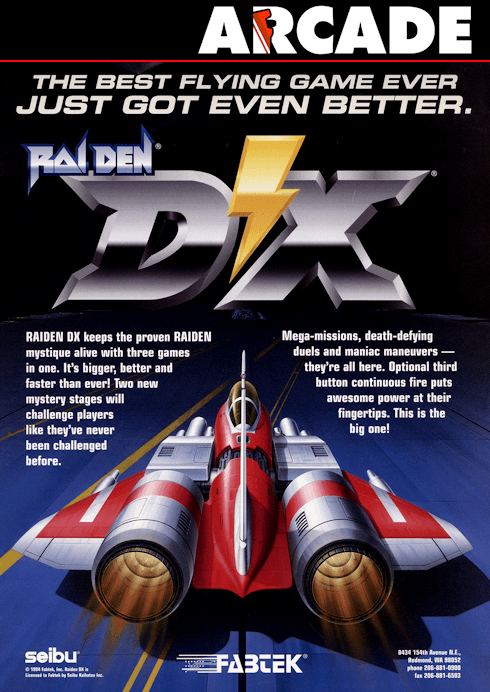 ARCADE
THE BEST FLYING GAME EVER
JUST GOT EVEN BETTER.
RAIDEN®
DX®
RAIDEN DX keeps the proven RAIDEN
mystique alive with three games
in one. It's bigger, better and
faster than ever! Two new
mystery stages will
challenge players
like they've never
been challenged
before.
Mega-missions, death-defying
duels and maniac maneuvers —
they're all here. Optional third
button continuous fire puts
awesome power at their
fingertips. This is the
big one!
seibu
© 1994 Fabtek, Inc. Raiden DX is
Licensed to Fabtek by Seibu Kaihatsu Inc.
FABTEK®
8434 154th Avenue N.E.,
Redmond, WA 98052
phone 206-881-0900
fax 206-881-6503